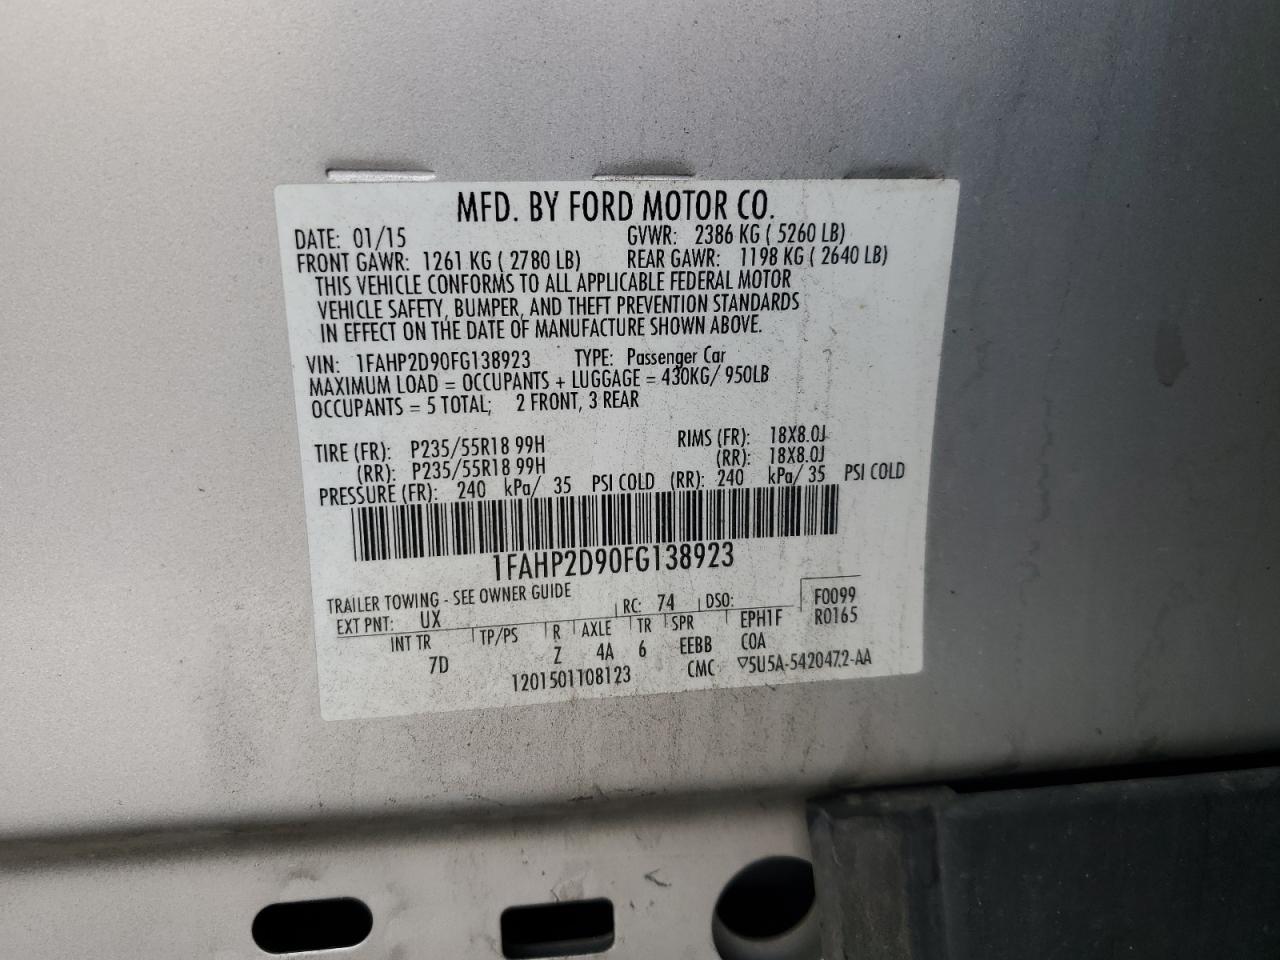 MFD. BY FORD MOTOR CO.
DATE: 01/15 GVWR: 2386 KG ( 5260 LB)
FRONT GAWR: 1261 KG ( 2780 LB) REAR GAWR: 1198 KG ( 2640 LB)
THIS VEHICLE CONFORMS TO ALL APPLICABLE FEDERAL MOTOR
VEHICLE SAFETY, BUMPER, AND THEFT PREVENTION STANDARDS
IN EFFECT ON THE DATE OF MANUFACTURE SHOWN ABOVE.
VIN: 1FAHP2D90FG138923 TYPE: Passenger Car
MAXIMUM LOAD = OCCUPANTS + LUGGAGE = 430KG/ 950LB
OCCUPANTS = 5 TOTAL; 2 FRONT, 3 REAR
TIRE (FR): P235/55R18 99H RIMS (FR): 18X8.0J
(RR): P235/55R18 99H (RR): 18X8.0J
PRESSURE (FR): 240 kPa/ 35 PSI COLD (RR): 240 kPa/ 35 PSI COLD
1FAHP2D90FG138923
TRAILER TOWING - SEE OWNER GUIDE
EXT PNT: UX RC: 74 DSO: F0099
INT TR TP/PS R AXLE TR SPR EPH1F R0165
7D Z 4A 6 EEBB COA
1201501108123 CMC ▽5U5A-5420472-AA